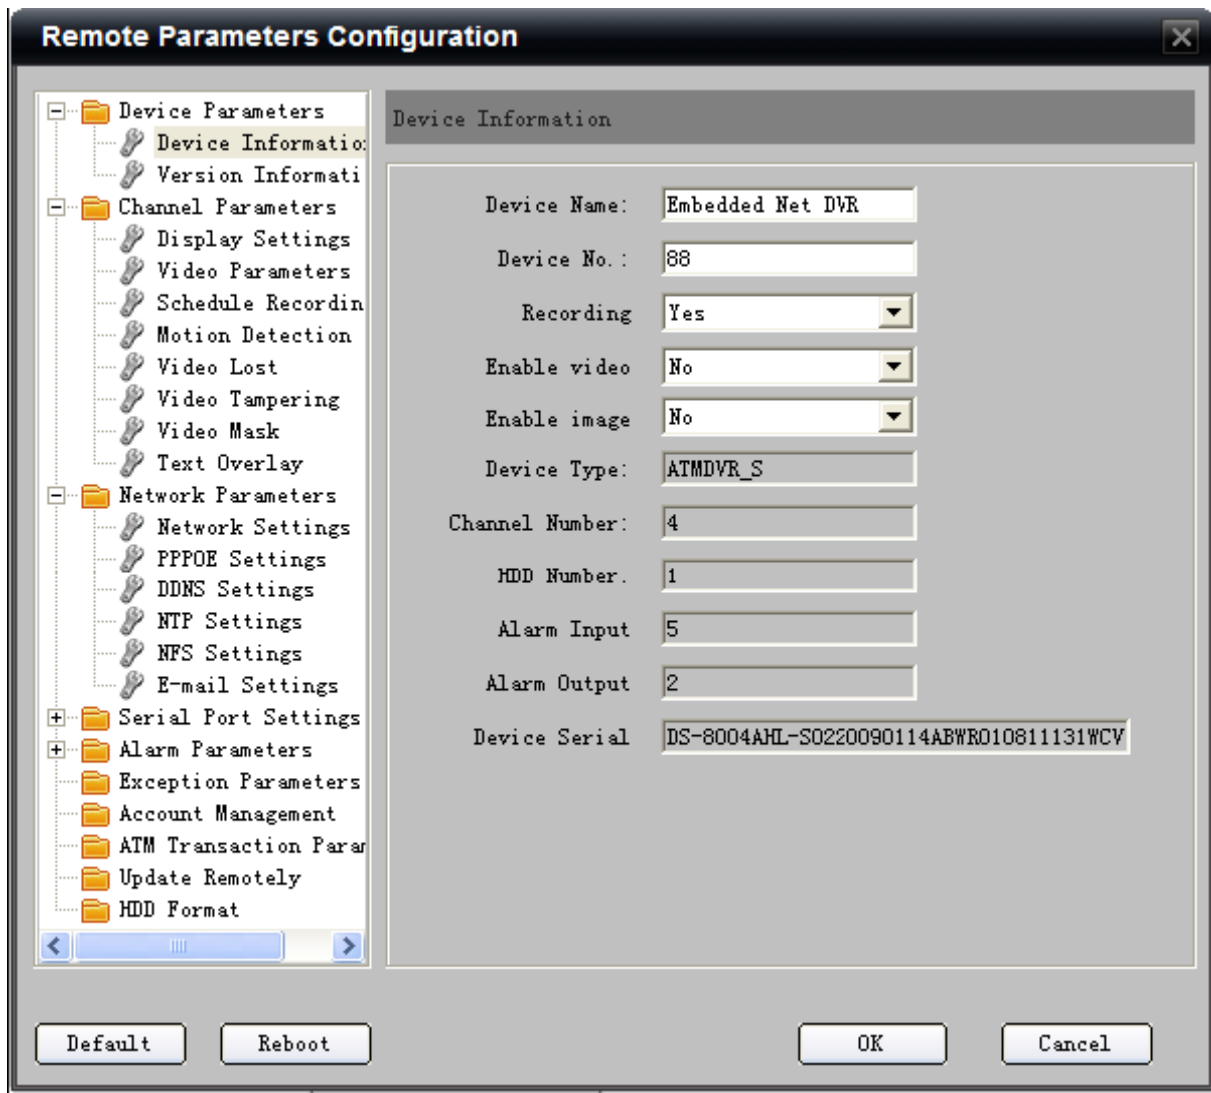 Remote Parameters Configuration
Device Parameters
Device Informatio
Version Informati
Channel Parameters
Display Settings
Video Parameters
Schedule Recordin
Motion Detection
Video Lost
Video Tampering
Video Mask
Text Overlay
Network Parameters
Network Settings
PPPOE Settings
DDNS Settings
NTP Settings
NFS Settings
E-mail Settings
Serial Port Settings
Alarm Parameters
Exception Parameters
Account Management
ATM Transaction Param
Update Remotely
HDD Format
Device Information
Device Name: Embedded Net DVR
Device No.: 88
Recording Yes
Enable video No
Enable image No
Device Type: ATMDVR_S
Channel Number: 4
HDD Number. 1
Alarm Input 5
Alarm Output 2
Device Serial DS-8004AHL-S0220090114ABWR010811131WCV
Default Reboot OK Cancel